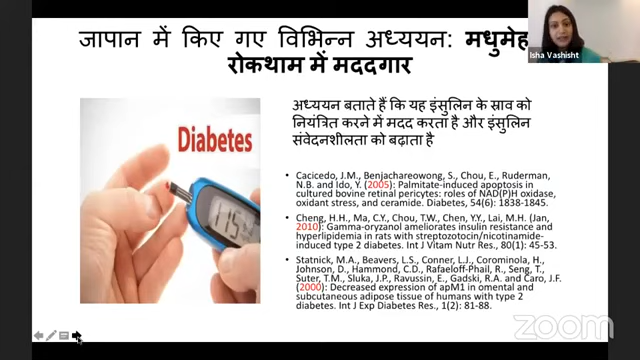 जापान में किए गए विभिन्न अध्ययन: मधुमेह
रोकथाम में मददगार
Isha Vashisht
Diabetes
115
अध्ययन बताते हैं कि यह इंसुलिन के स्राव को
नियंत्रित करने में मदद करता है और इंसुलिन
संवेदनशीलता को बढ़ाता है
• Cacicedo, J.M., Benjachareowong, S., Chou, E., Ruderman,
N.B. and Ido, Y. (2005): Palmitate-induced apoptosis in
cultured bovine retinal pericytes: roles of NAD(P)H oxidase,
oxidant stress, and ceramide. Diabetes, 54(6): 1838-1845.
• Cheng, H.H., Ma, C.Y., Chou, T.W., Chen, Y.Y., Lai, M.H. (Jan,
2010): Gamma-oryzanol ameliorates insulin resistance and
hyperlipidemia in rats with streptozotocin/nicotinamide-
induced type 2 diabetes. Int J Vitam Nutr Res., 80(1): 45-53.
• Statnick, M.A., Beavers, L.S., Conner, L.J., Corominola, H.,
Johnson, D., Hammond, C.D., Rafaeloff-Phail, R., Seng, T.,
Suter, T.M., Sluka, J.P., Ravussin, E., Gadski, R.A. and Caro, J.F.
(2000): Decreased expression of apM1 in omental and
subcutaneous adipose tissue of humans with type 2
diabetes. Int J Exp Diabetes Res., 1(2): 81-88.
zoom